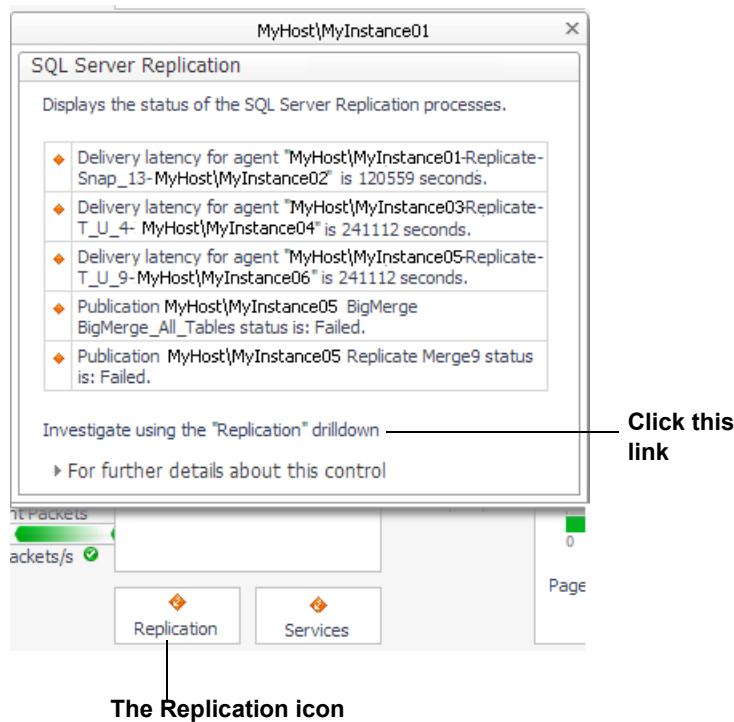 MyHost\MyInstance01
SQL Server Replication
Displays the status of the SQL Server Replication processes.
Delivery latency for agent "MyHost\MyInstance01-Replicate-
Snap_13-MyHost\MyInstance02" is 120559 seconds.
Delivery latency for agent "MyHost\MyInstance03-Replicate-
T_U_4- MyHost\MyInstance04" is 241112 seconds.
Delivery latency for agent "MyHost\MyInstance05-Replicate-
T_U_9-MyHost\MyInstance06" is 241112 seconds.
Publication MyHost\MyInstance05 BigMerge
BigMerge_All_Tables status is: Failed.
Publication MyHost\MyInstance05 Replicate Merge9 status
is: Failed.
Investigate using the "Replication" drilldown
Click this
link
For further details about this control
nt Packets
ackets/s
0
Page
Replication
Services
The Replication icon